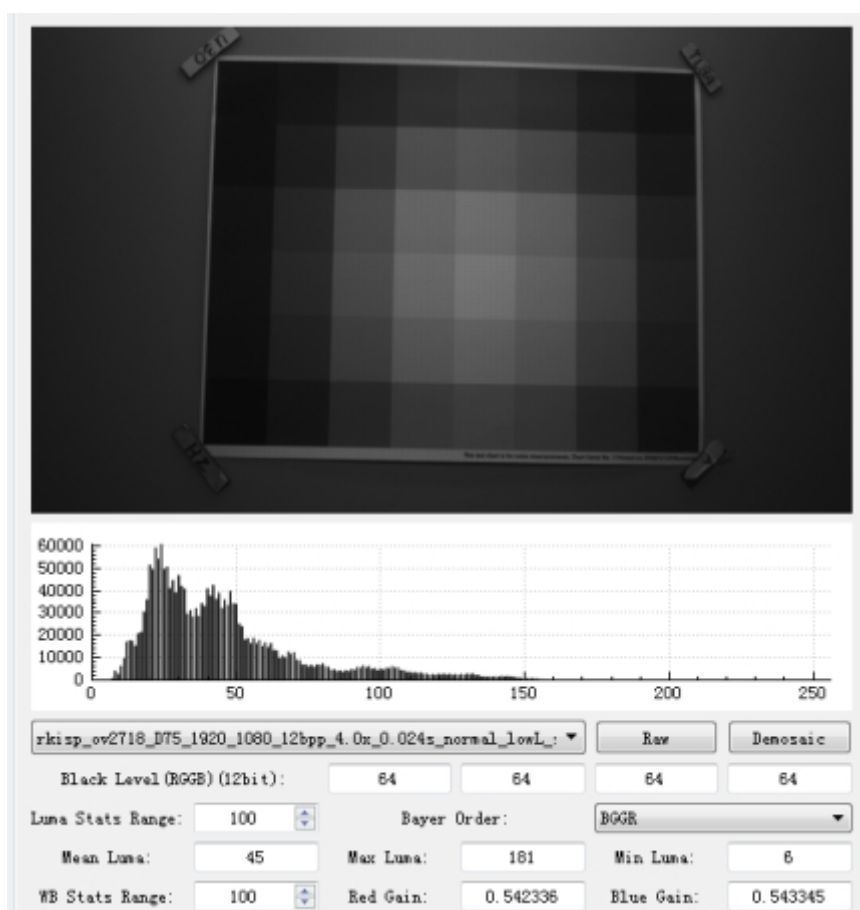 60000
50000
40000
30000
20000
10000
0
0 50 100 150 200 250
rkisp_ov2718_D75_1920_1080_12bpp_4.0x_0.024s_normal_lowL_:
Raw
Demosaic
Black Level(RGGB)(12bit): 64 64 64 64
Luma Stats Range: 100 Bayer Order: BGGR
Mean Luma: 45 Max Luma: 181 Min Luma: 6
WB Stats Range: 100 Red Gain: 0.542336 Blue Gain: 0.543345